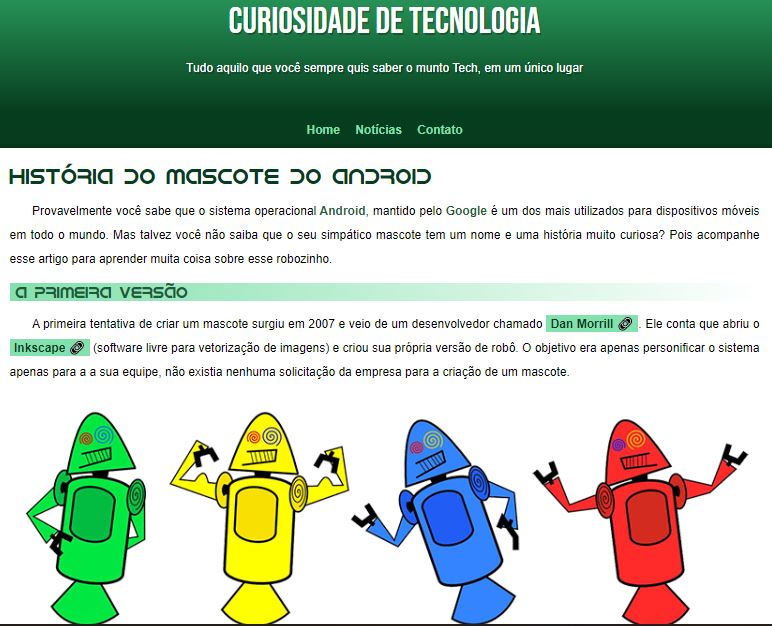 CURIOSIDADE DE TECNOLOGIA
Tudo aquilo que você sempre quis saber o munto Tech, em um único lugar
Home Notícias Contato
HISTÓRIA DO MASCOTE DO ANDROID
Provavelmente você sabe que o sistema operacional Android, mantido pelo Google é um dos mais utilizados para dispositivos móveis
em todo o mundo. Mas talvez você não saiba que o seu simpático mascote tem um nome e uma história muito curiosa? Pois acompanhe
esse artigo para aprender muita coisa sobre esse robozinho.
A PRIMEIRA VERSÃO
A primeira tentativa de criar um mascote surgiu em 2007 e veio de um desenvolvedor chamado Dan Morrill . Ele conta que abriu o
Inkscape (software livre para vetorização de imagens) e criou sua própria versão de robô. O objetivo era apenas personificar o sistema
apenas para a a sua equipe, não existia nenhuma solicitação da empresa para a criação de um mascote.